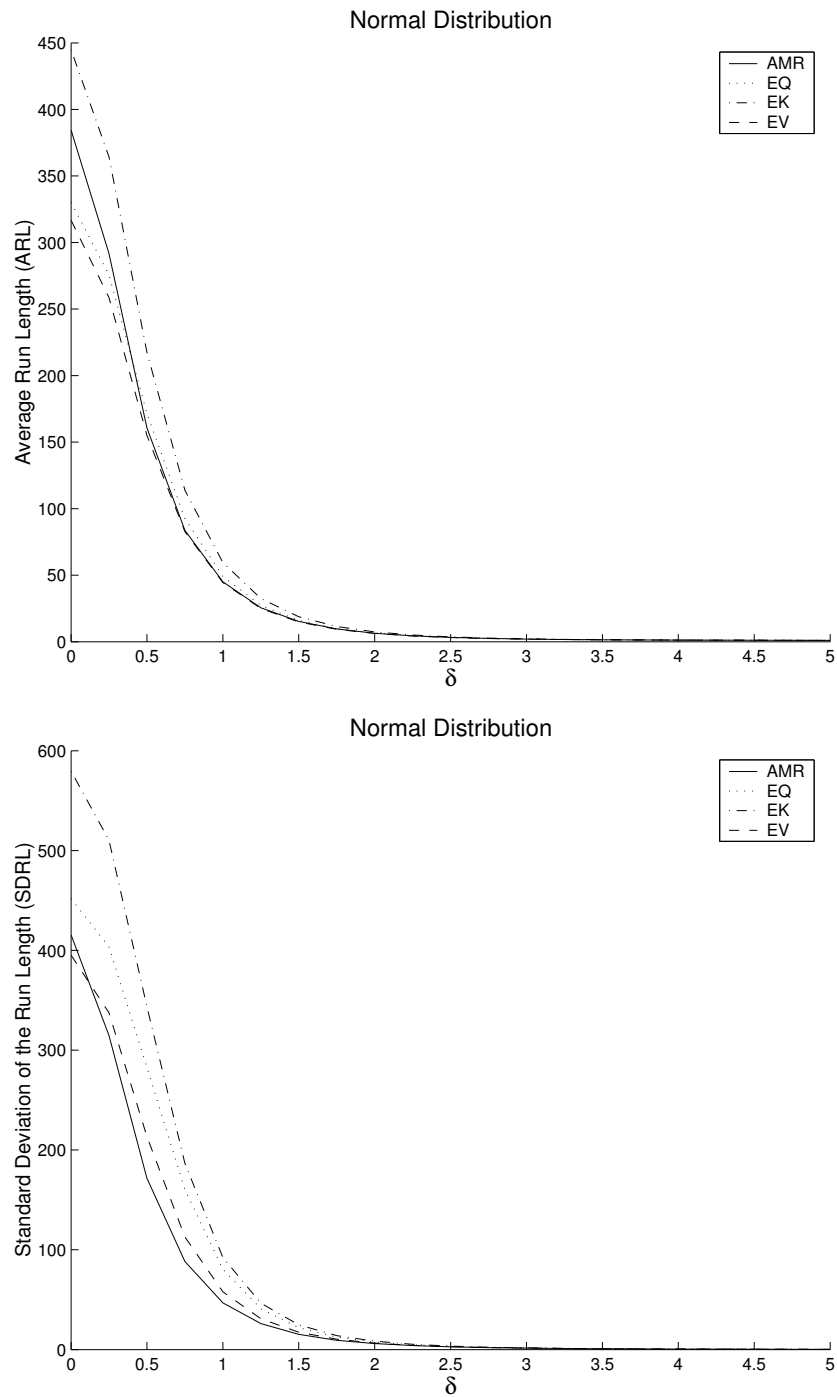 Normal Distribution
450
400
350
300
250
200
150
100
50
0
Average Run Length (ARL)
AMR
EQ
EK
EV
0 0.5 1 1.5 2 2.5 3 3.5 4 4.5 5
δ
Normal Distribution
600
500
400
300
200
100
0
Standard Deviation of the Run Length (SDRL)
AMR
EQ
EK
EV
0 0.5 1 1.5 2 2.5 3 3.5 4 4.5 5
δ